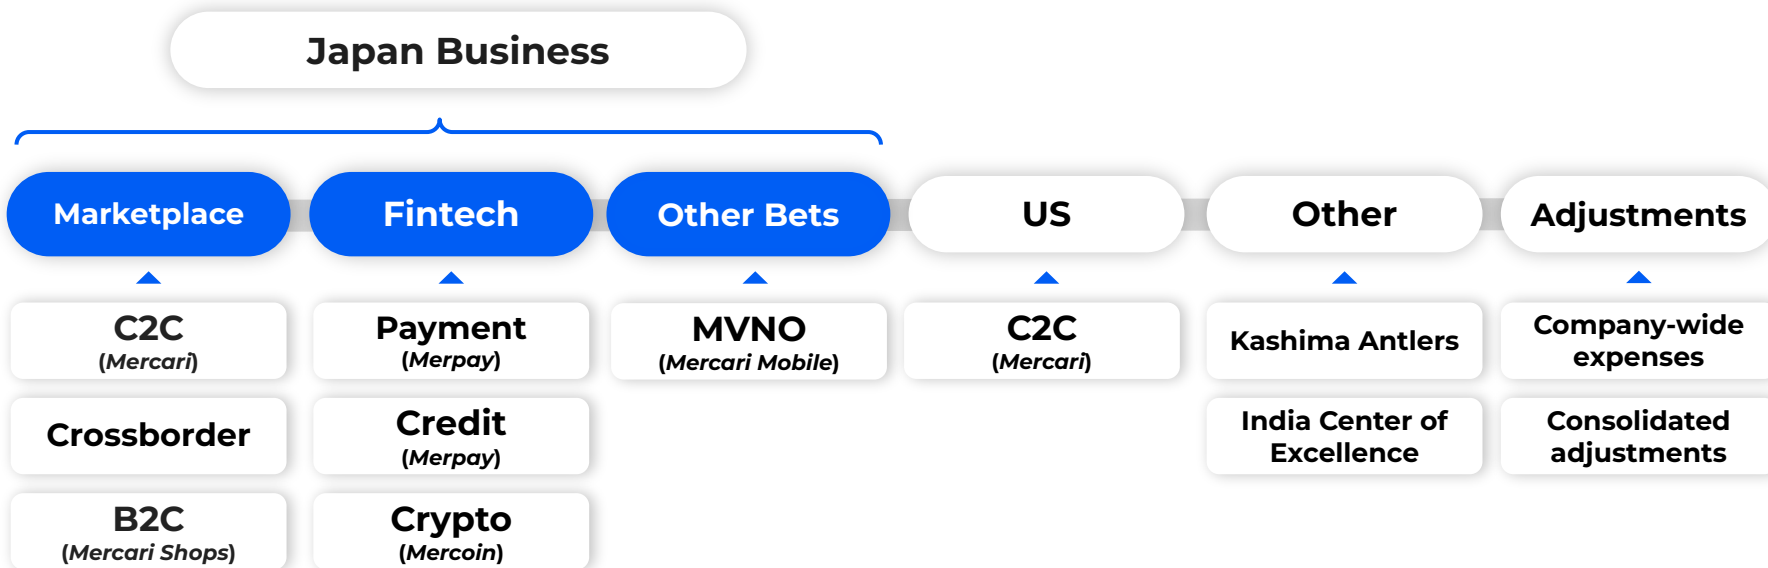 Japan Business
Marketplace
Fintech
Other Bets
US
Other
Adjustments
C2C
(Mercari)
Payment
(Merpay)
MVNO
(Mercari Mobile)
C2C
(Mercari)
Kashima Antlers
Company-wide
expenses
Crossborder
Credit
(Merpay)
India Center of
Excellence
Consolidated
adjustments
B2C
(Mercari Shops)
Crypto
(Mercoin)